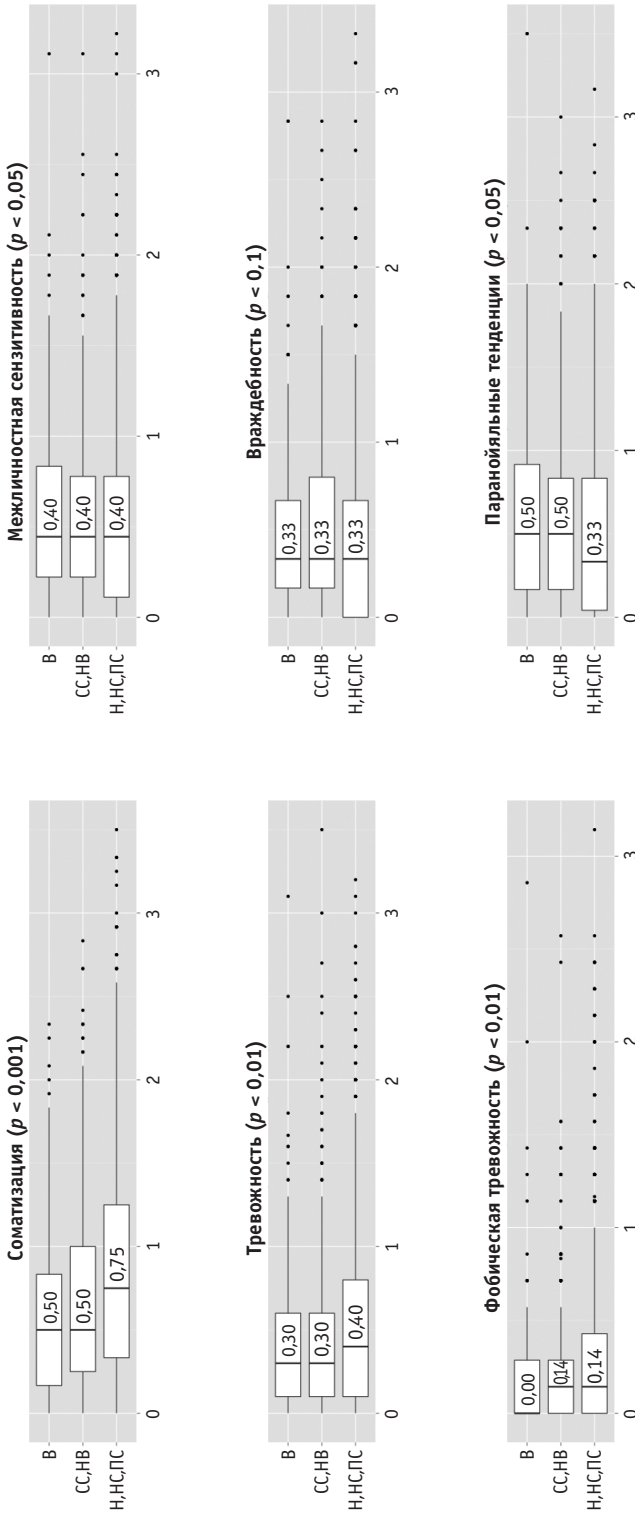 Соматизация (p < 0,001)
В
СС,НВ
Н,НС,ПС
0,50
0,50
0,75
0
1
2
3
Межличностная сензитивность (p < 0,05)
В
СС,НВ
Н,НС,ПС
0,40
0,40
0,40
0
1
2
3
Тревожность (p < 0,01)
В
СС,НВ
Н,НС,ПС
0,30
0,30
0,40
0
1
2
3
Враждебность (p < 0,1)
В
СС,НВ
Н,НС,ПС
0,33
0,33
0,33
0
1
2
3
Фобическая тревожность (p < 0,01)
В
СС,НВ
Н,НС,ПС
0,00
0,14
0,14
0
1
2
3
Паранойяльные тенденции (p < 0,05)
В
СС,НВ
Н,НС,ПС
0,50
0,50
0,33
0
1
2
3